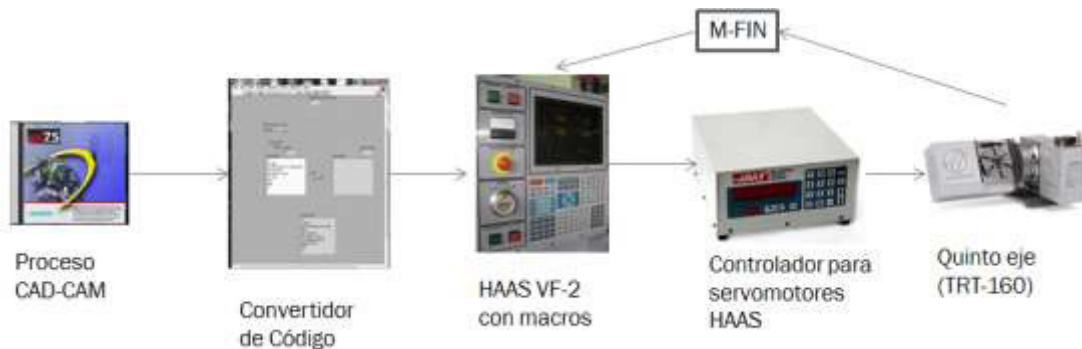 M-FIN
Proceso
CAD-CAM
Convertidor
de Código
HAAS VF-2
con macros
Controlador para
servomotores
HAAS
Quinto eje
(TRT-160)